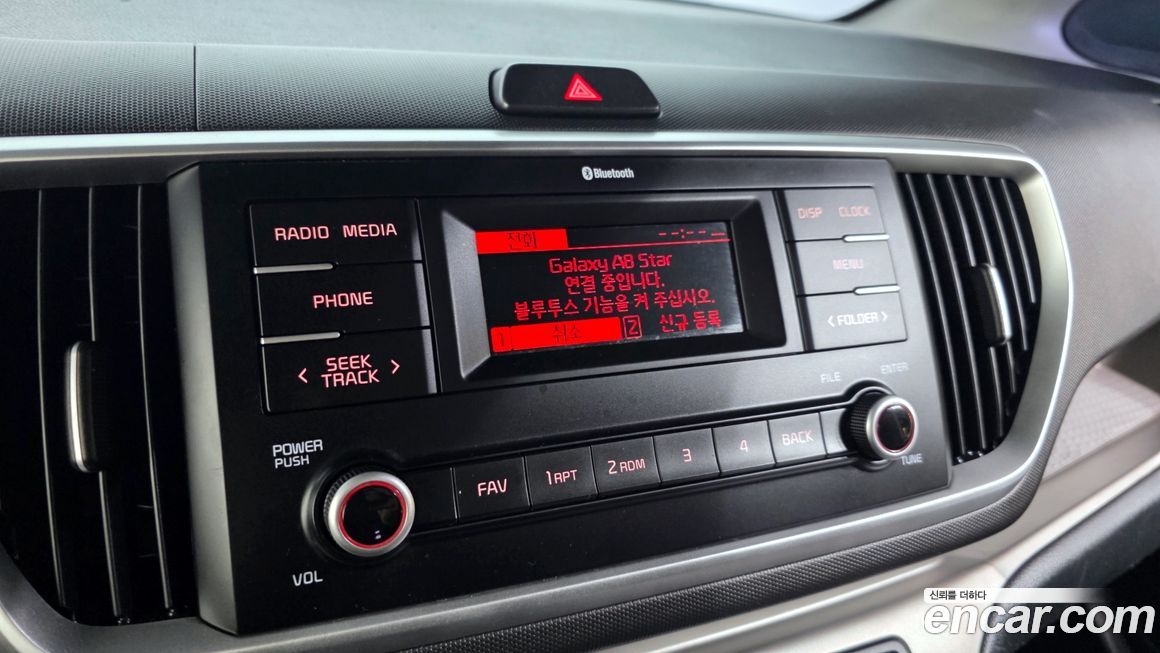 Bluetooth
RADIO MEDIA
PHONE
< SEEK TRACK >
전화 --:--
Galaxy A8 Star
연결 중입니다.
블루투스 기능을 켜 주십시오.
1 취소 2 신규 등록
DISP CLOCK
MENU
< FOLDER >
FILE
ENTER
TUNE
POWER
PUSH
VOL
FAV
1 RPT
2 RDM
3
4
BACK
신뢰를 더하다
encar.com